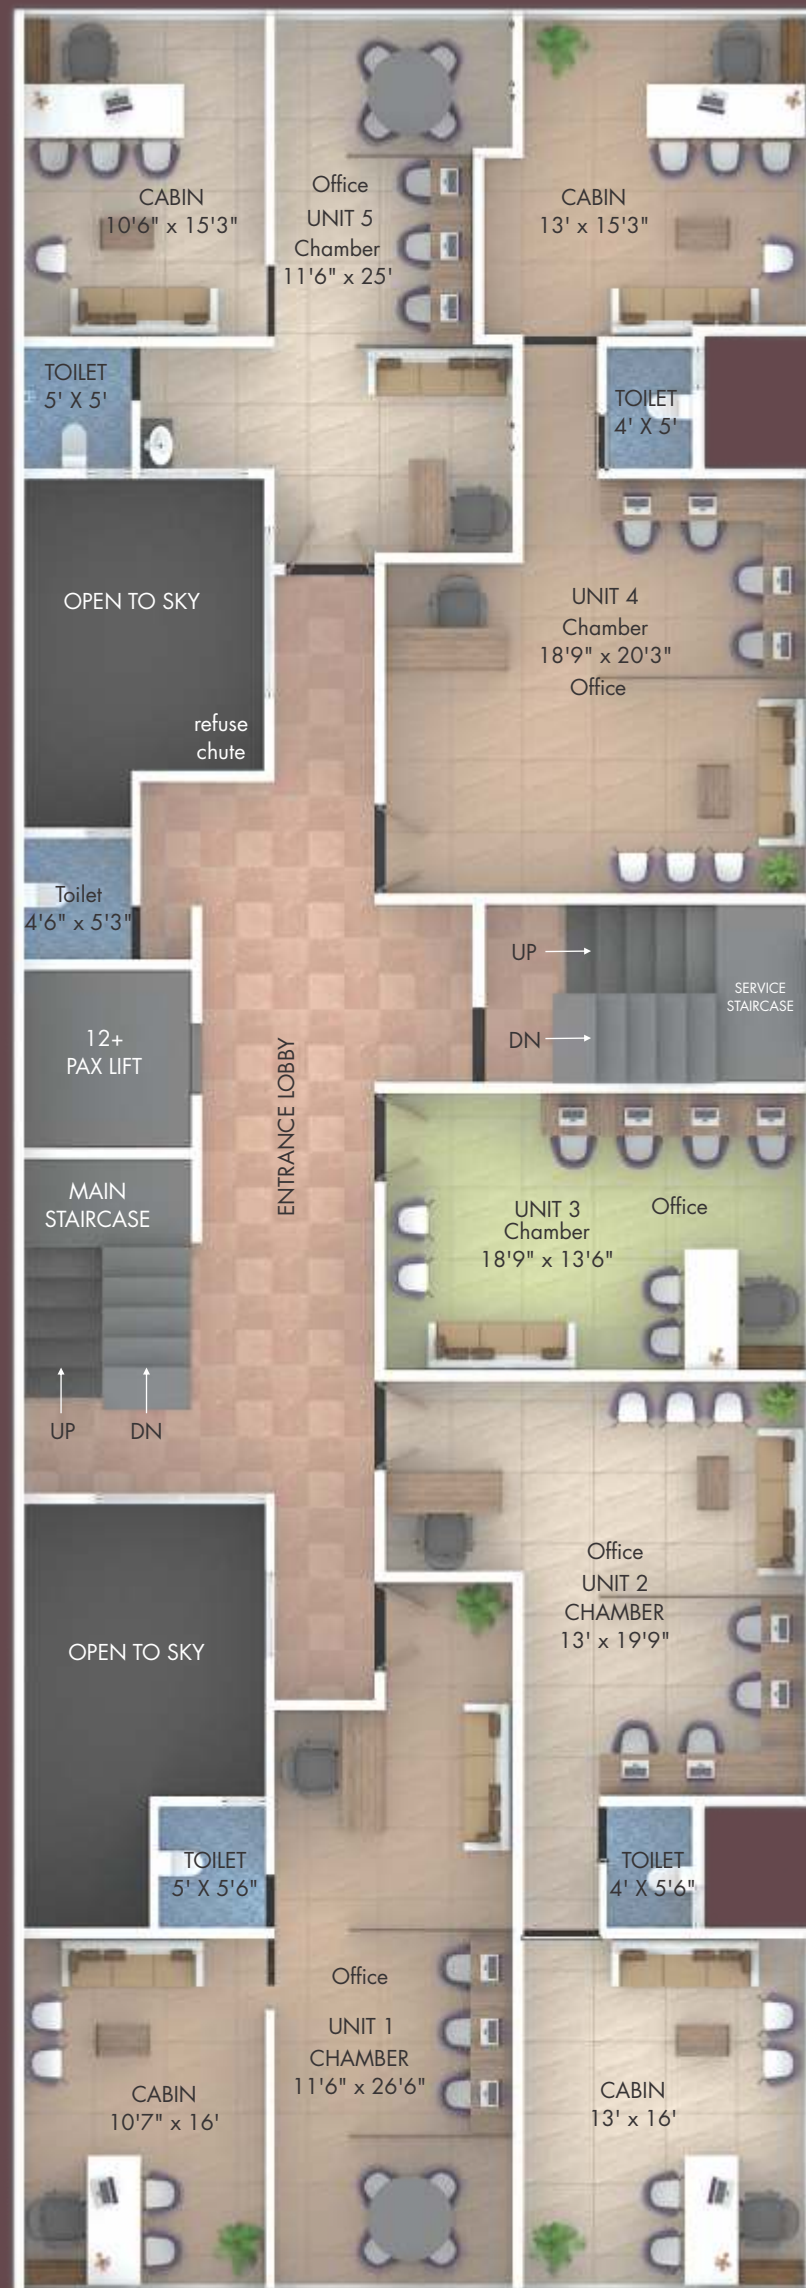 CABIN
10'6" x 15'3"
Office
UNIT 5
Chamber
11'6" x 25'
CABIN
13' x 15'3"
TOILET
5' X 5'
TOILET
4' X 5'
OPEN TO SKY
refuse
chute
UNIT 4
Chamber
18'9" x 20'3"
Office
Toilet
4'6" x 5'3"
UP
DN
SERVICE
STAIRCASE
12+
PAX LIFT
ENTRANCE LOBBY
MAIN
STAIRCASE
UP
DN
UNIT 3
Chamber
18'9" x 13'6"
Office
Office
UNIT 2
CHAMBER
13' x 19'9"
OPEN TO SKY
TOILET
5' X 5'6"
TOILET
4' X 5'6"
Office
UNIT 1
CHAMBER
11'6" x 26'6"
CABIN
10'7" x 16'
CABIN
13' x 16'